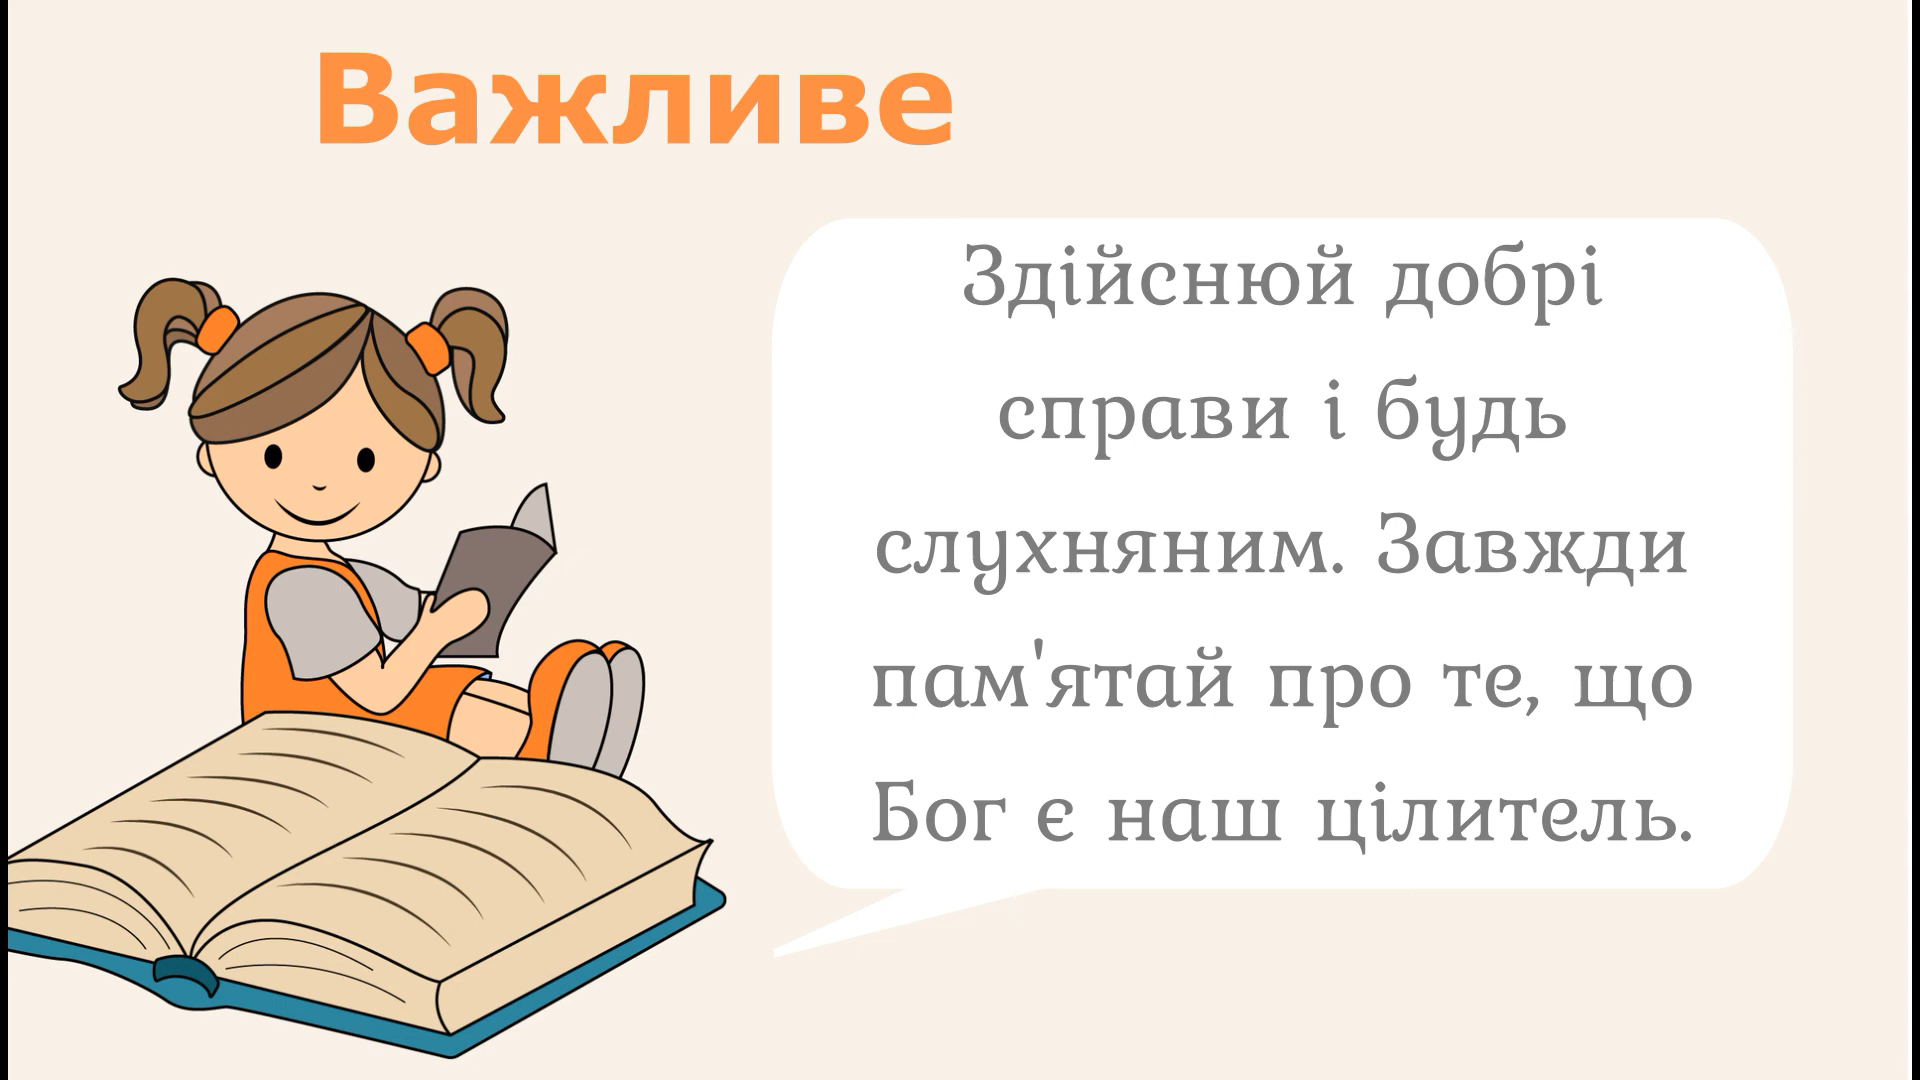 Важливе
Здійснюй добрі
справи і будь
слухняним. Завжди
пам'ятай про те, що
Бог є наш цілитель.